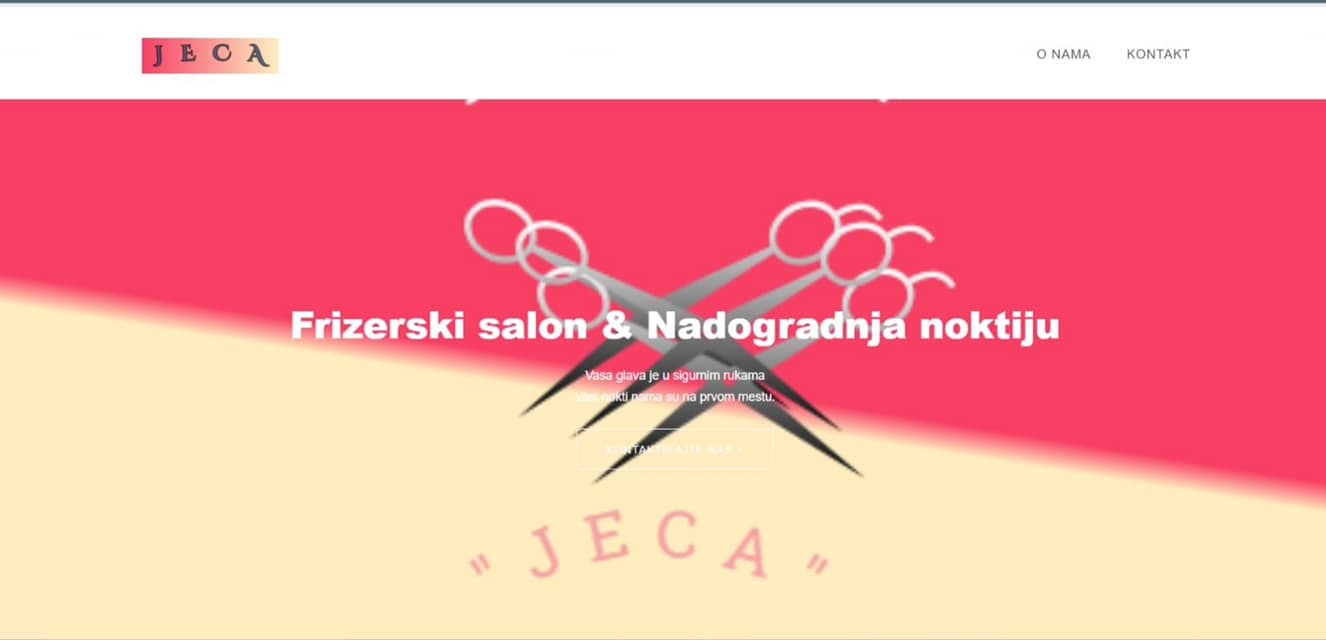 JECA
O NAMA
KONTAKT
Frizerski salon & Nadogradnja noktiju
Vasa glava je u sigurnim rukama
Vasi nokti nama su na prvom mestu.
KONTAKTIRAJTE NAS »
" JECA "